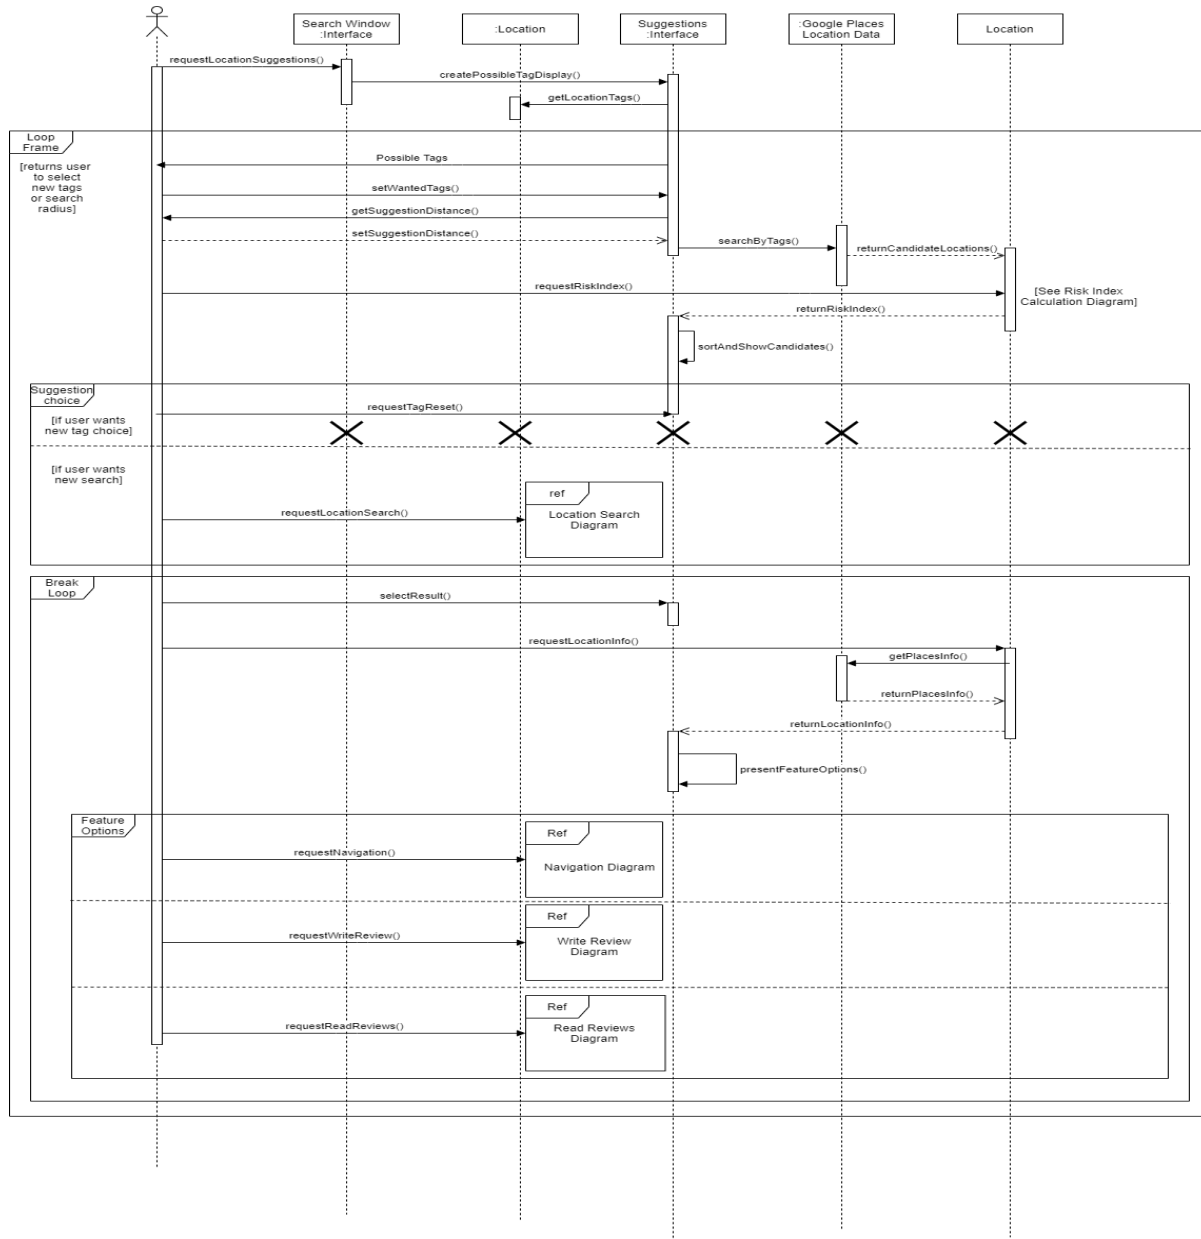 Search Window
:Interface
:Location
Suggestions
:Interface
:Google Places
Location Data
Location
requestLocationSuggestions()
createPossibleTagDisplay()
getLocationTags()
Loop
Frame
[returns user
to select
new tags
or search
radius]
Possible Tags
setWantedTags()
getSuggestionDistance()
setSuggestionDistance()
searchByTags()
returnCandidateLocations()
requestRiskIndex()
[See Risk Index
Calculation Diagram]
returnRiskIndex()
sortAndShowCandidates()
Suggestion
choice
[if user wants
new tag choice]
requestTagReset()
[if user wants
new search]
ref
requestLocationSearch()
Location Search
Diagram
Break
Loop
selectResult()
requestLocationInfo()
getPlacesInfo()
returnPlacesInfo()
returnLocationInfo()
presentFeatureOptions()
Feature
Options
Ref
requestNavigation()
Navigation Diagram
Ref
requestWriteReview()
Write Review
Diagram
Ref
requestReadReviews()
Read Reviews
Diagram